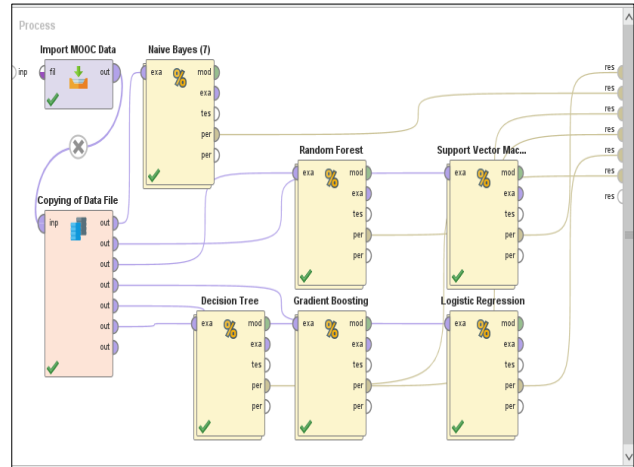 Process
Import MOOC Data
inp
fil
out
Naive Bayes (7)
exa
mod
exa
tes
per
per
Copying of Data File
inp
out
out
out
out
out
out
out
Random Forest
exa
mod
exa
tes
per
per
Support Vector Mac...
exa
mod
exa
tes
per
per
Decision Tree
exa
mod
exa
tes
per
per
Gradient Boosting
exa
mod
exa
tes
per
per
Logistic Regression
exa
mod
exa
tes
per
per
res
res
res
res
res
res
res